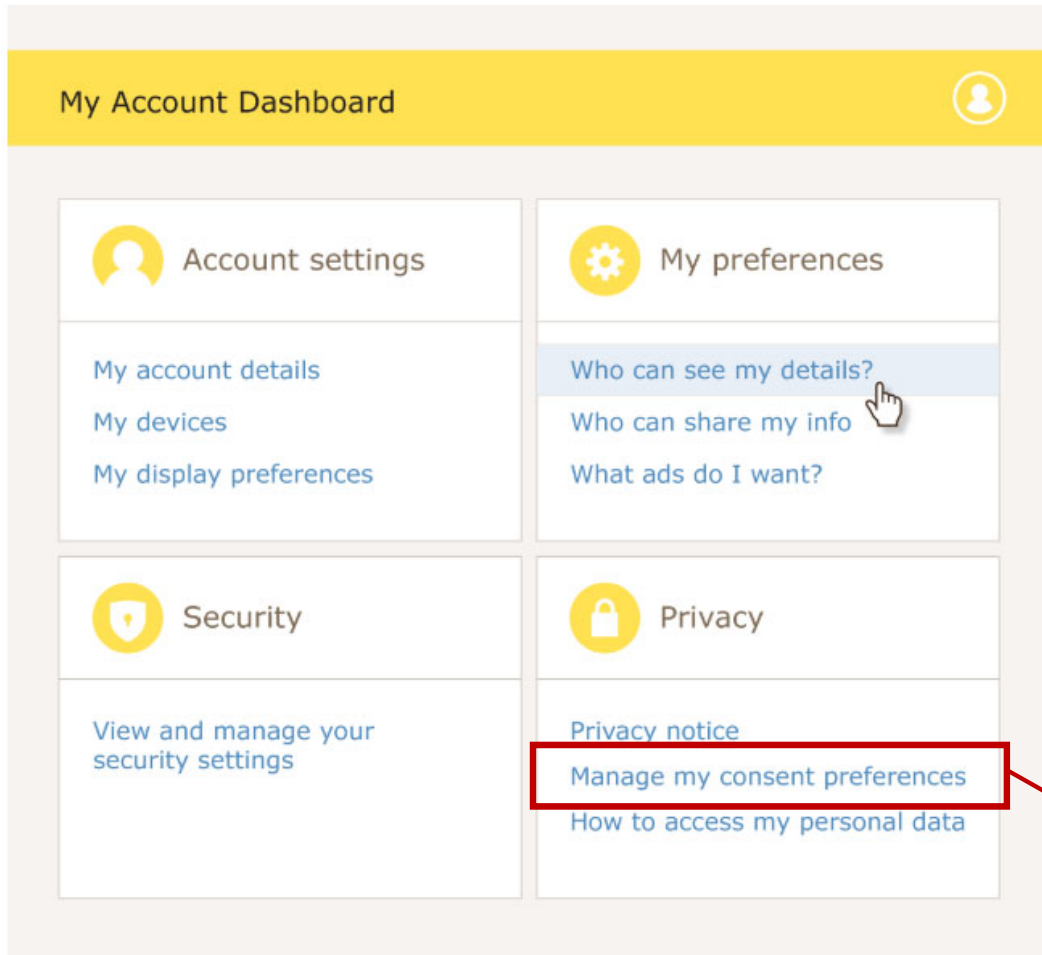 My Account Dashboard
Account settings
My account details
My devices
My display preferences
My preferences
Who can see my details?
Who can share my info
What ads do I want?
Security
View and manage your
security settings
Privacy
Privacy notice
Manage my consent preferences
How to access my personal data